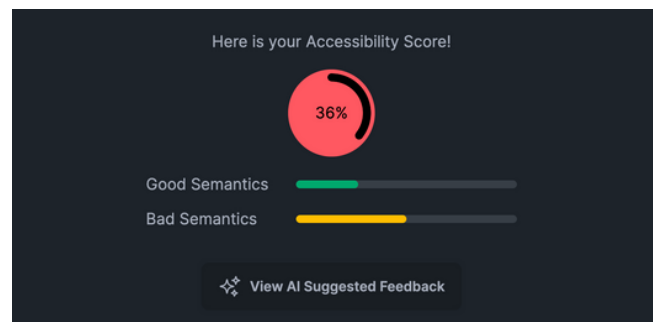 Here is your Accessibility Score!
36%
Good Semantics
Bad Semantics
View AI Suggested Feedback